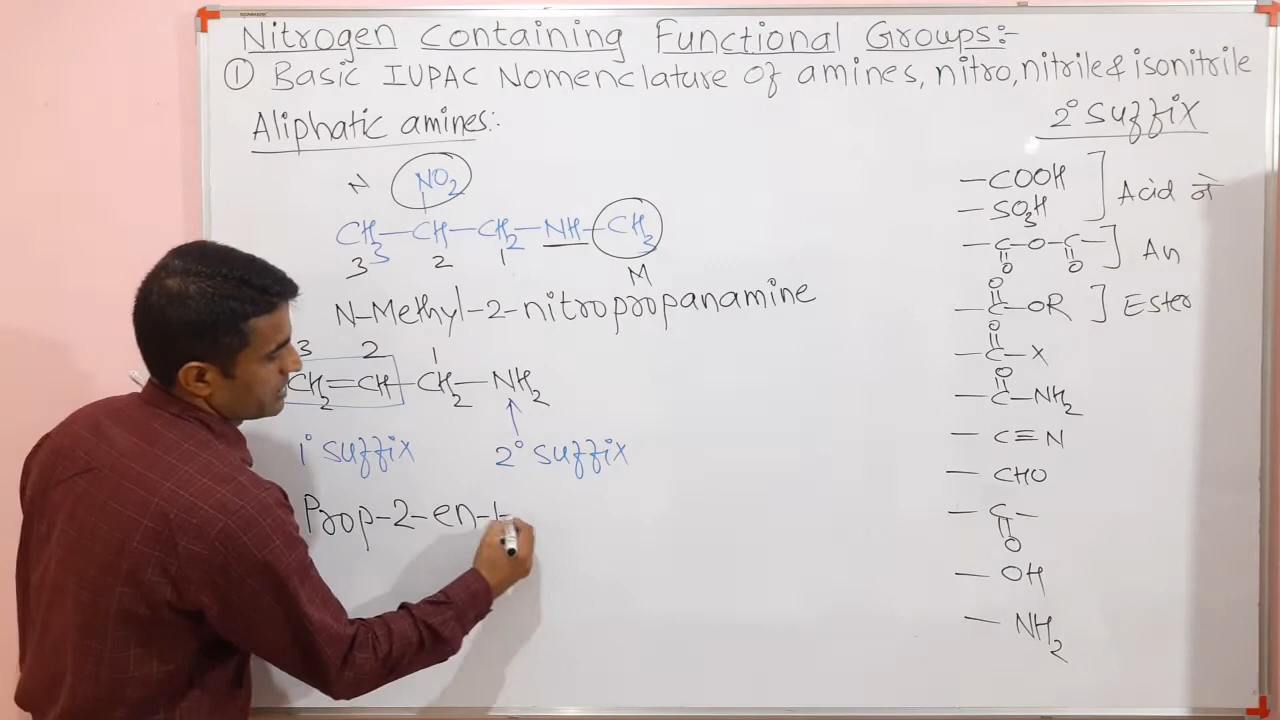 Nitrogen Containing Functional Groups:-
① Basic IUPAC Nomenclature of amines, nitro, nitrile & isonitrile
Aliphatic amines:
N NO₂
CH₃—CH—CH₂—NH—CH₃
3 2 1 M
N-Methyl-2-nitropropanamine
3 2 1
CH₂=CH—CH₂—NH₂
1° suffix 2° suffix
Prop-2-en-1
2° suffix
—COOH
—SO₃H ] Acid से
—C(=O)—O—C(=O)— ] An
—C(=O)—OR ] Ester
—C(=O)—X
—C(=O)—NH₂
—C≡N
—CHO
—C(=O)—
—OH
—NH₂